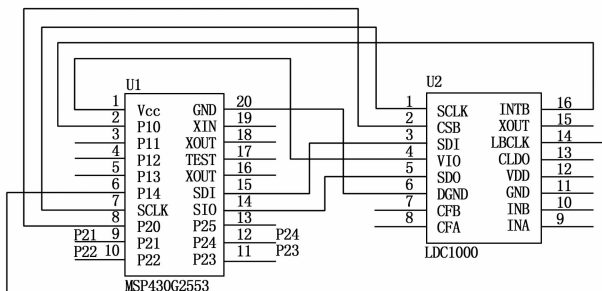 U1
1 Vcc GND 20
2 P10 XIN 19
3 P11 XOUT 18
4 P12 TEST 17
5 P13 XOUT 16
6 P14 SDI 15
7 SCLK SIO 14
8 P20 P25 13
P21 9 P21 P24 12 P24
P22 10 P22 P23 11 P23
MSP430G2553
U2
1 SCLK INTB 16
2 CSB XOUT 15
3 SDI LBCLK 14
4 VIO CLDO 13
5 SDO VDD 12
6 DGND GND 11
7 CFB INB 10
8 CFA INA 9
LDC1000